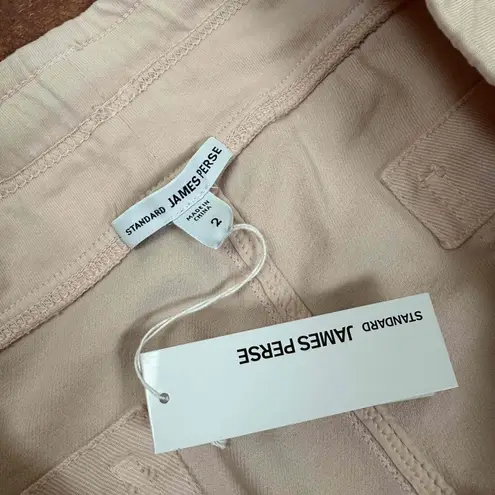 STANDARD JAMES PERSE
MADE IN
CHINA
2
STANDARD JAMES PERSE